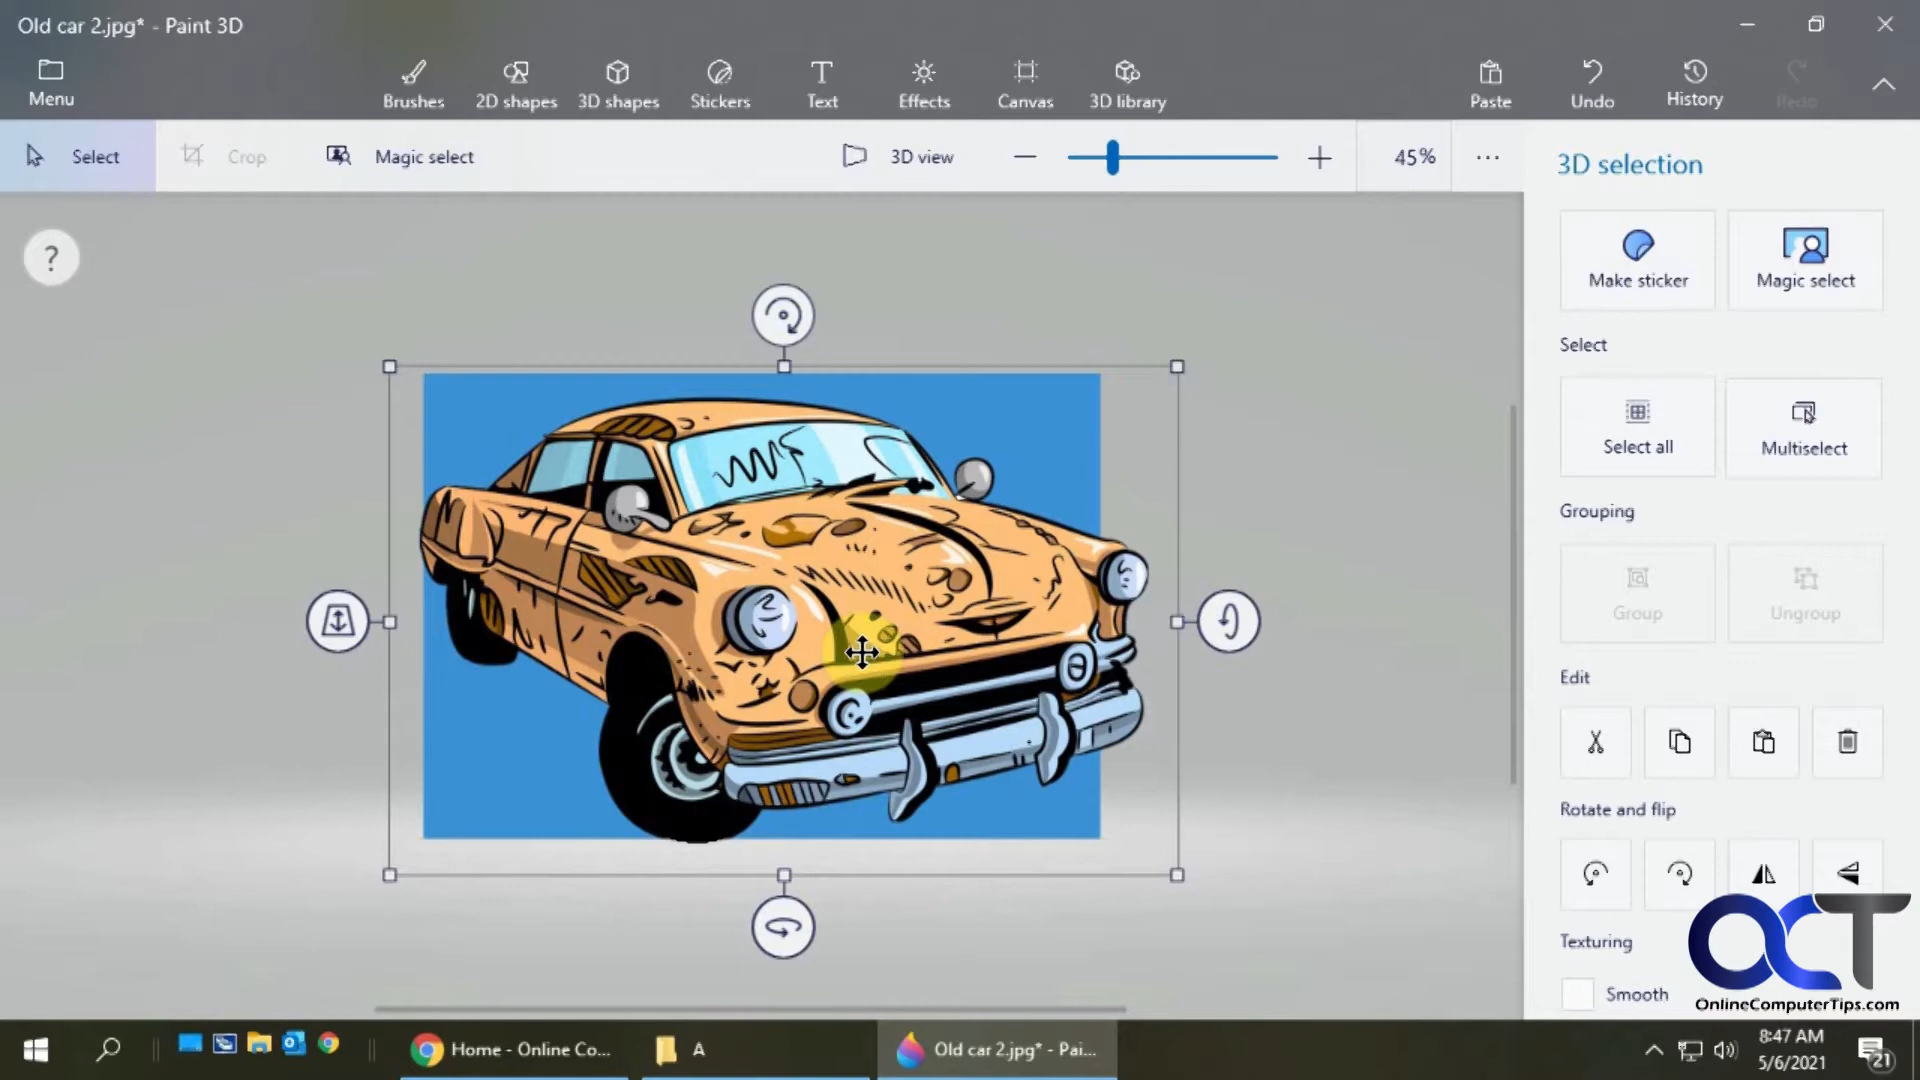 Old car 2.jpg* - Paint 3D
Menu
Brushes
2D shapes
3D shapes
Stickers
Text
Effects
Canvas
3D library
Paste
Undo
History
Redo
Select
Crop
Magic select
3D view
45%
3D selection
?
Make sticker
Magic select
Select
Select all
Multiselect
Grouping
Group
Ungroup
Edit
Rotate and flip
Texturing
Smooth
OCT
OnlineComputerTips.com
Home - Online Co...
A
Old car 2.jpg* - Pai...
8:47 AM
5/6/2021
21